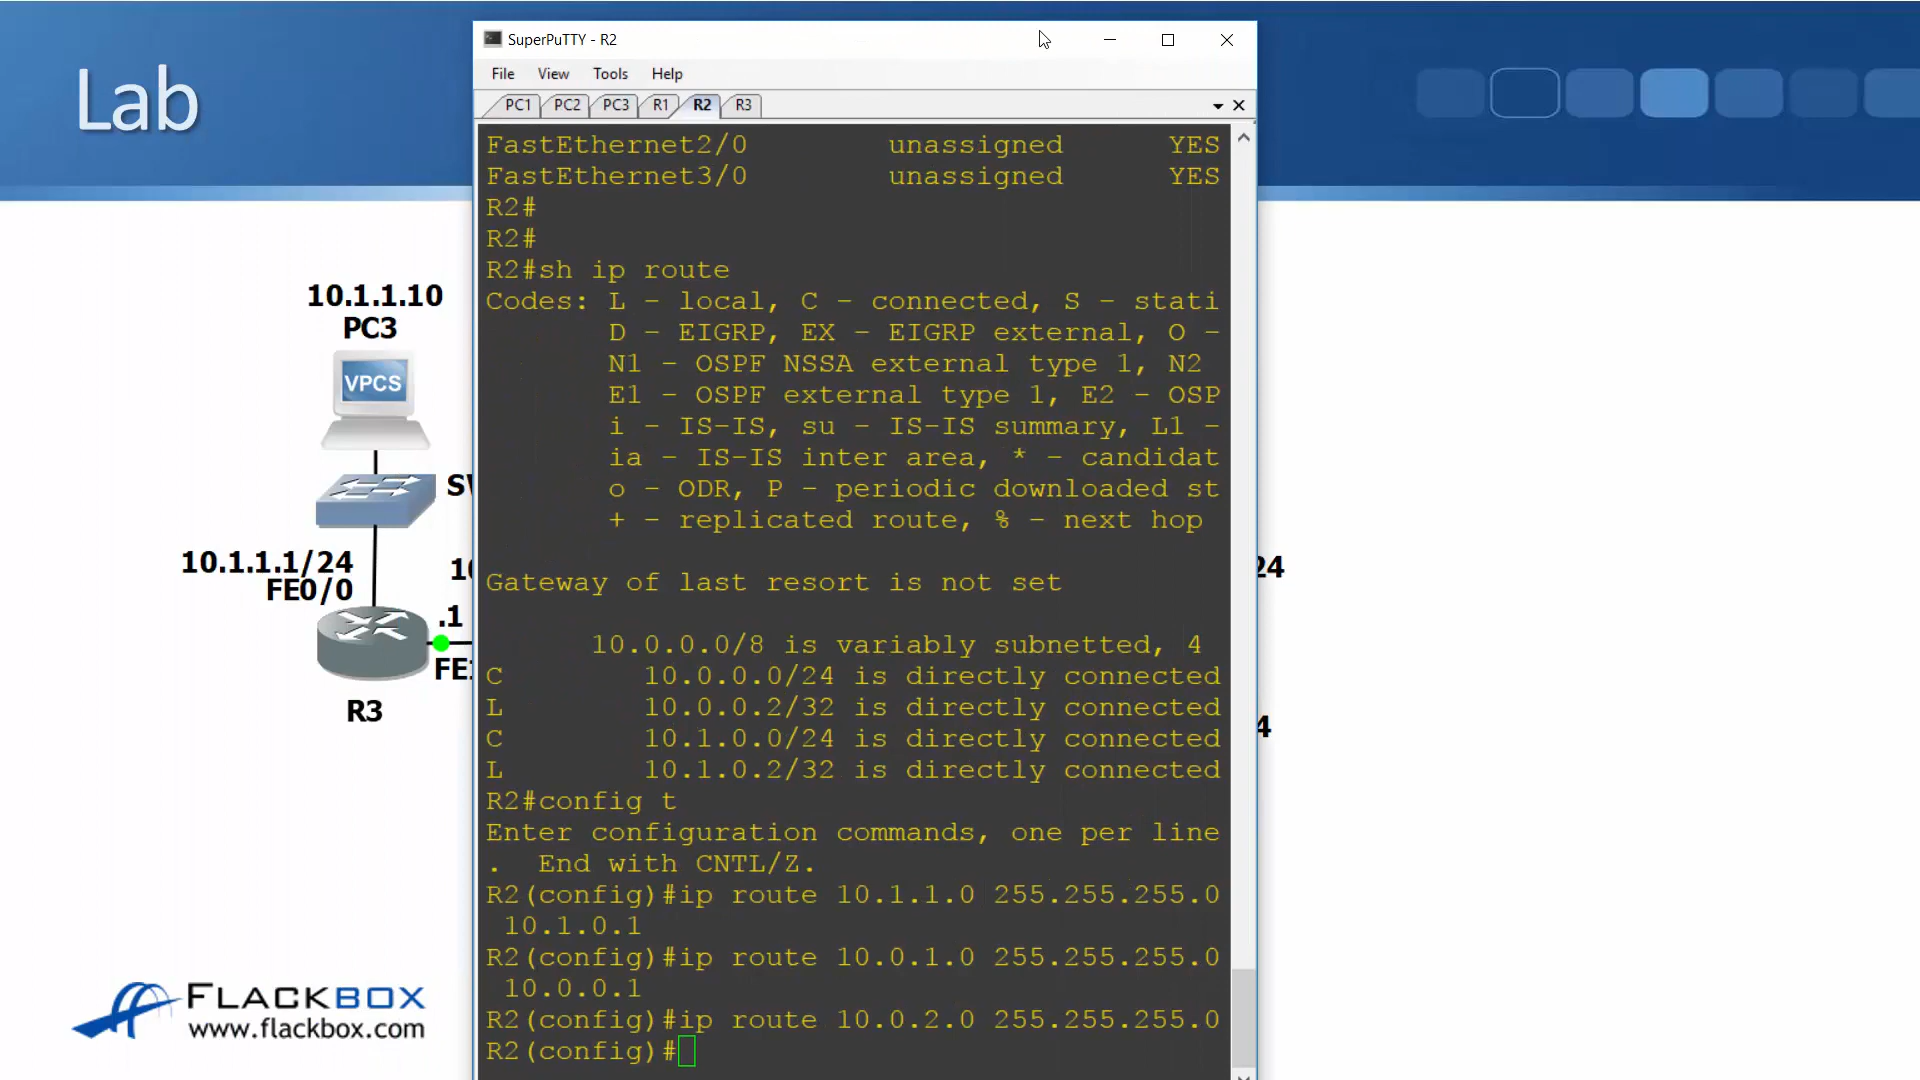 Lab
SuperPuTTY - R2
File View Tools Help
PC1 PC2 PC3 R1 R2 R3
FastEthernet2/0 unassigned YES
FastEthernet3/0 unassigned YES
R2#
R2#
R2#sh ip route
Codes: L - local, C - connected, S - stati
D - EIGRP, EX - EIGRP external, O -
N1 - OSPF NSSA external type 1, N2
E1 - OSPF external type 1, E2 - OSP
i - IS-IS, su - IS-IS summary, L1 -
ia - IS-IS inter area, * - candidat
o - ODR, P - periodic downloaded st
+ - replicated route, % - next hop
Gateway of last resort is not set
10.0.0.0/8 is variably subnetted, 4
C 10.0.0.0/24 is directly connected
L 10.0.0.2/32 is directly connected
C 10.1.0.0/24 is directly connected
L 10.1.0.2/32 is directly connected
R2#config t
Enter configuration commands, one per line
. End with CNTL/Z.
R2(config)#ip route 10.1.1.0 255.255.255.0
10.1.0.1
R2(config)#ip route 10.0.1.0 255.255.255.0
10.0.0.1
R2(config)#ip route 10.0.2.0 255.255.255.0
R2(config)#
10.1.1.10
PC3
VPCS
10.1.1.1/24
FE0/0
.1
R3
24
4
FLACKBOX
www.flackbox.com